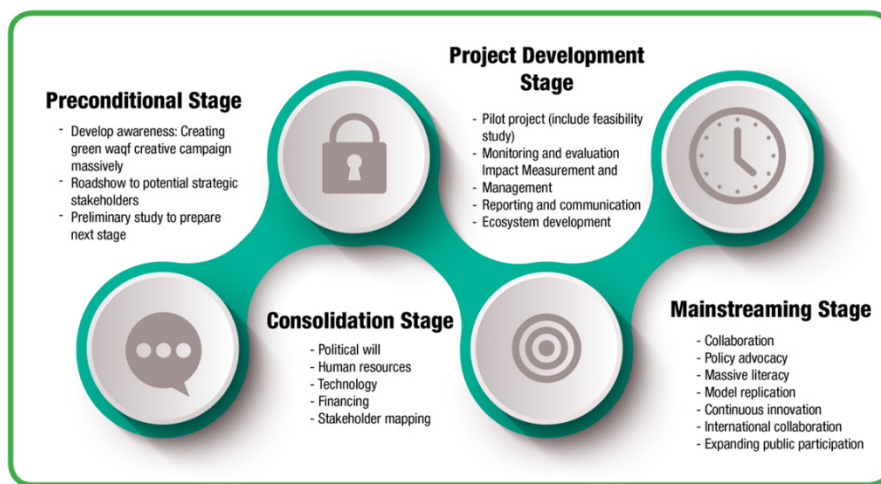 Preconditional Stage
- Develop awareness: Creating
green waqf creative campaign
massively
- Roadshow to potential strategic
stakeholders
- Preliminary study to prepare
next stage
Consolidation Stage
- Political will
- Human resources
- Technology
- Financing
- Stakeholder mapping
Project Development
Stage
- Pilot project (include feasibility
study)
- Monitoring and evaluation
Impact Measurement and
- Management
- Reporting and communication
- Ecosystem development
Mainstreaming Stage
- Collaboration
- Policy advocacy
- Massive literacy
- Model replication
- Continuous innovation
- International collaboration
- Expanding public participation